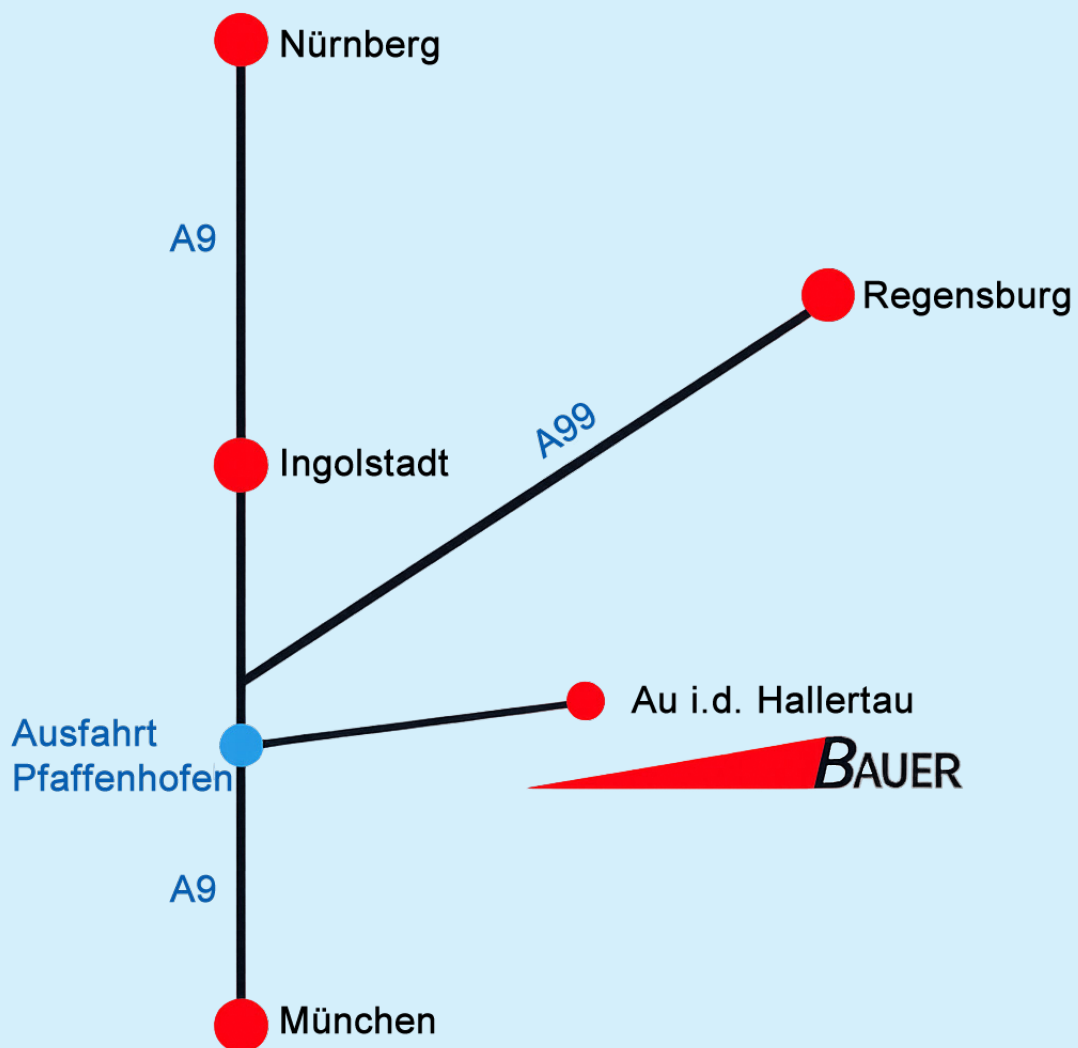 Nürnberg
A9
Regensburg
A99
Ingolstadt
Au i.d. Hallertau
Ausfahrt
Pfaffenhofen
BAUER
A9
München